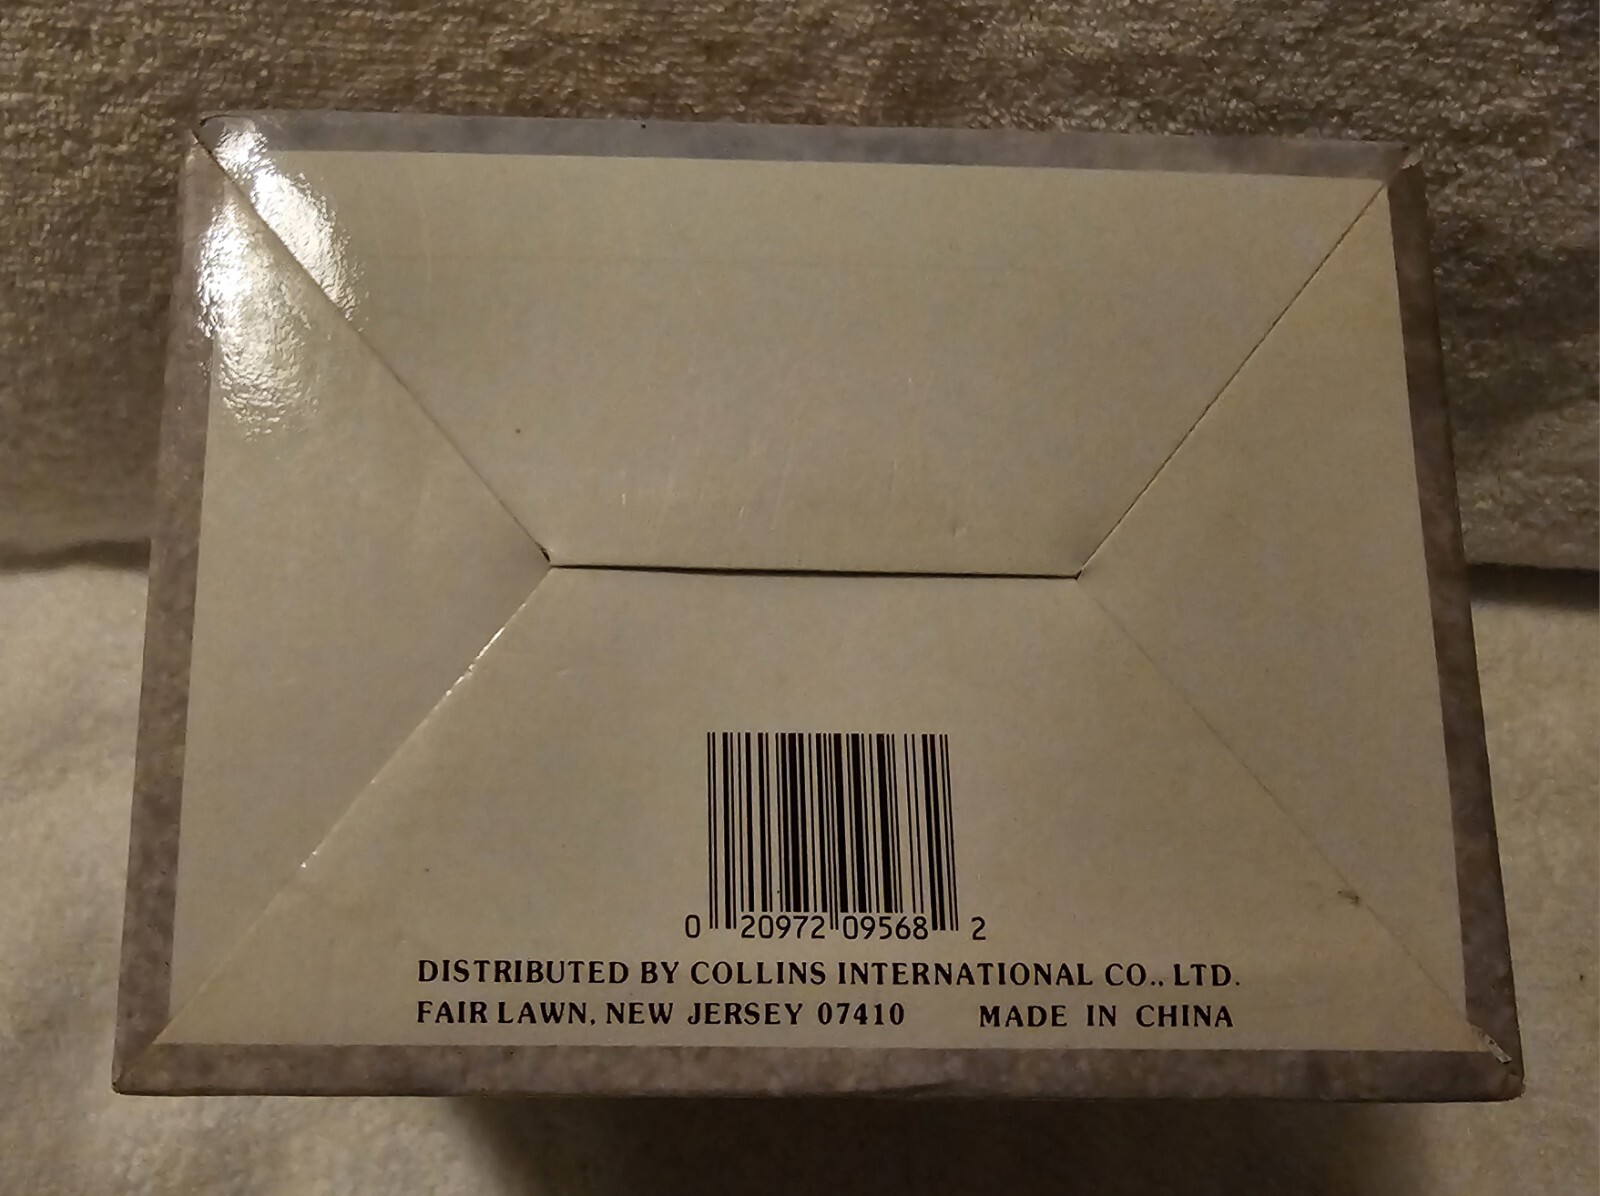 0 20972 09568 2
DISTRIBUTED BY COLLINS INTERNATIONAL CO., LTD.
FAIR LAWN, NEW JERSEY 07410 MADE IN CHINA